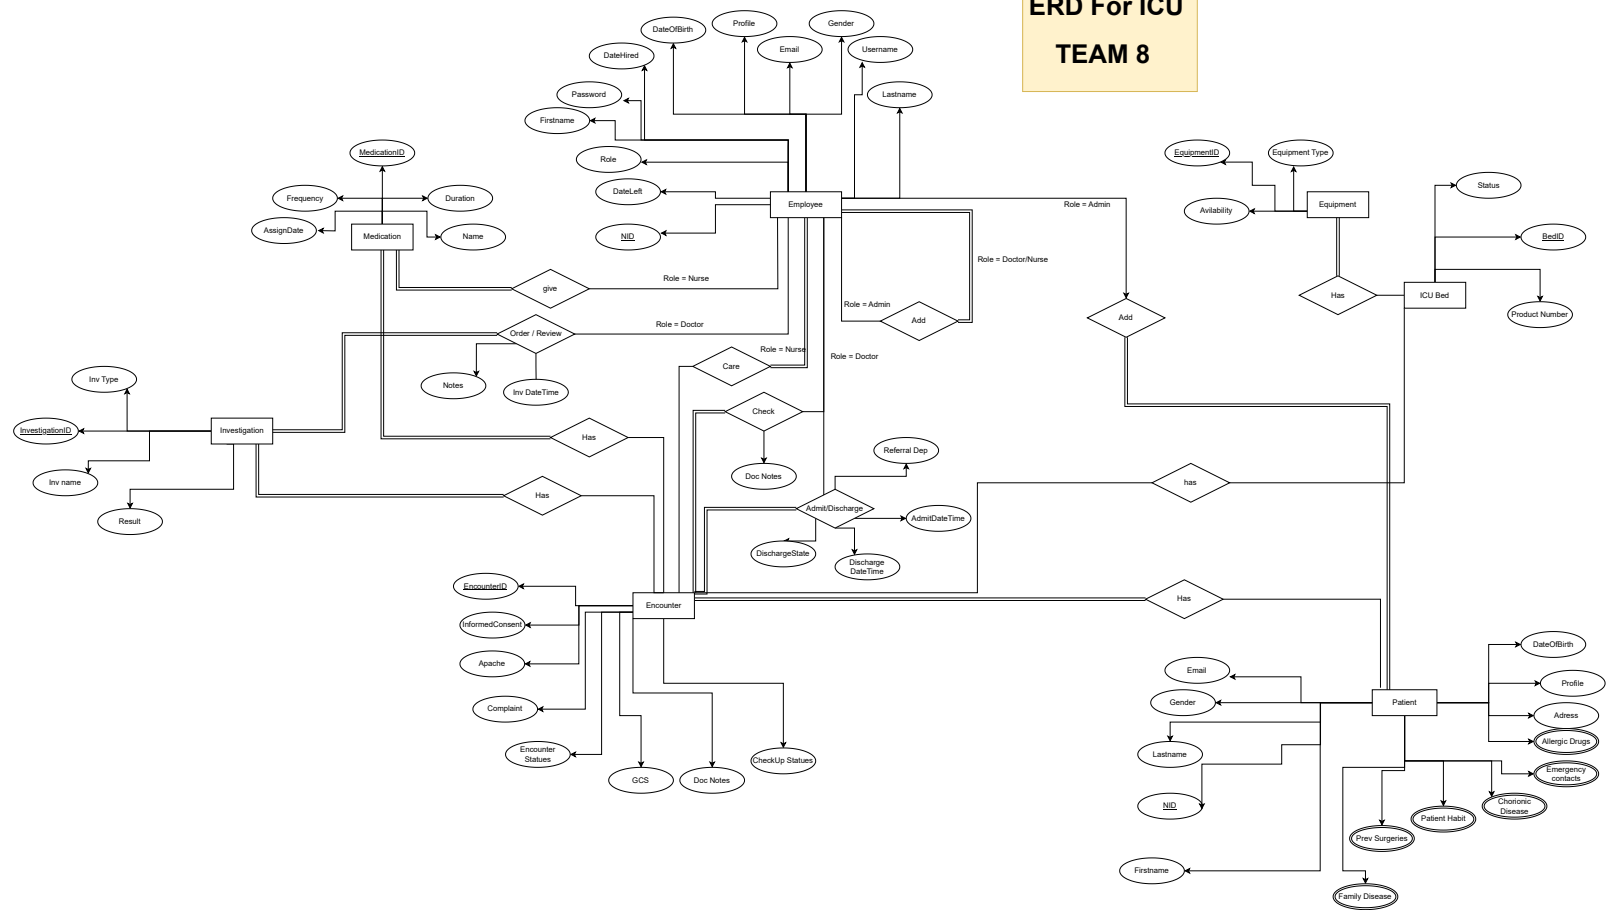 ERD For ICU
TEAM 8
DateOfBirth
Profile
Gender
Email
Username
DateHired
Password
Lastname
Firstname
Role
DateLeft
NID
Employee
MedicationID
Frequency
Duration
AssignDate
Name
Medication
EquipmentID
Equipment Type
Avilability
Equipment
Status
BedID
Product Number
ICU Bed
Has
Role = Admin
Role = Doctor/Nurse
Role = Nurse
give
Role = Admin
Add
Add
Order / Review
Role = Doctor
Notes
Inv DateTime
Role = Nurse
Care
Role = Doctor
Check
Doc Notes
Inv Type
InvestigationID
Investigation
Inv name
Result
Has
Has
Referral Dep
Admit/Discharge
AdmitDateTime
DischargeState
Discharge
DateTime
has
EncounterID
Encounter
InformedConsent
Apache
Complaint
Encounter
Statues
GCS
Doc Notes
CheckUp Statues
Has
Email
Gender
Lastname
NID
Firstname
Patient
DateOfBirth
Profile
Adress
Allergic Drugs
Emergency
contacts
Chorionic
Disease
Patient Habit
Prev Surgeries
Family Disease